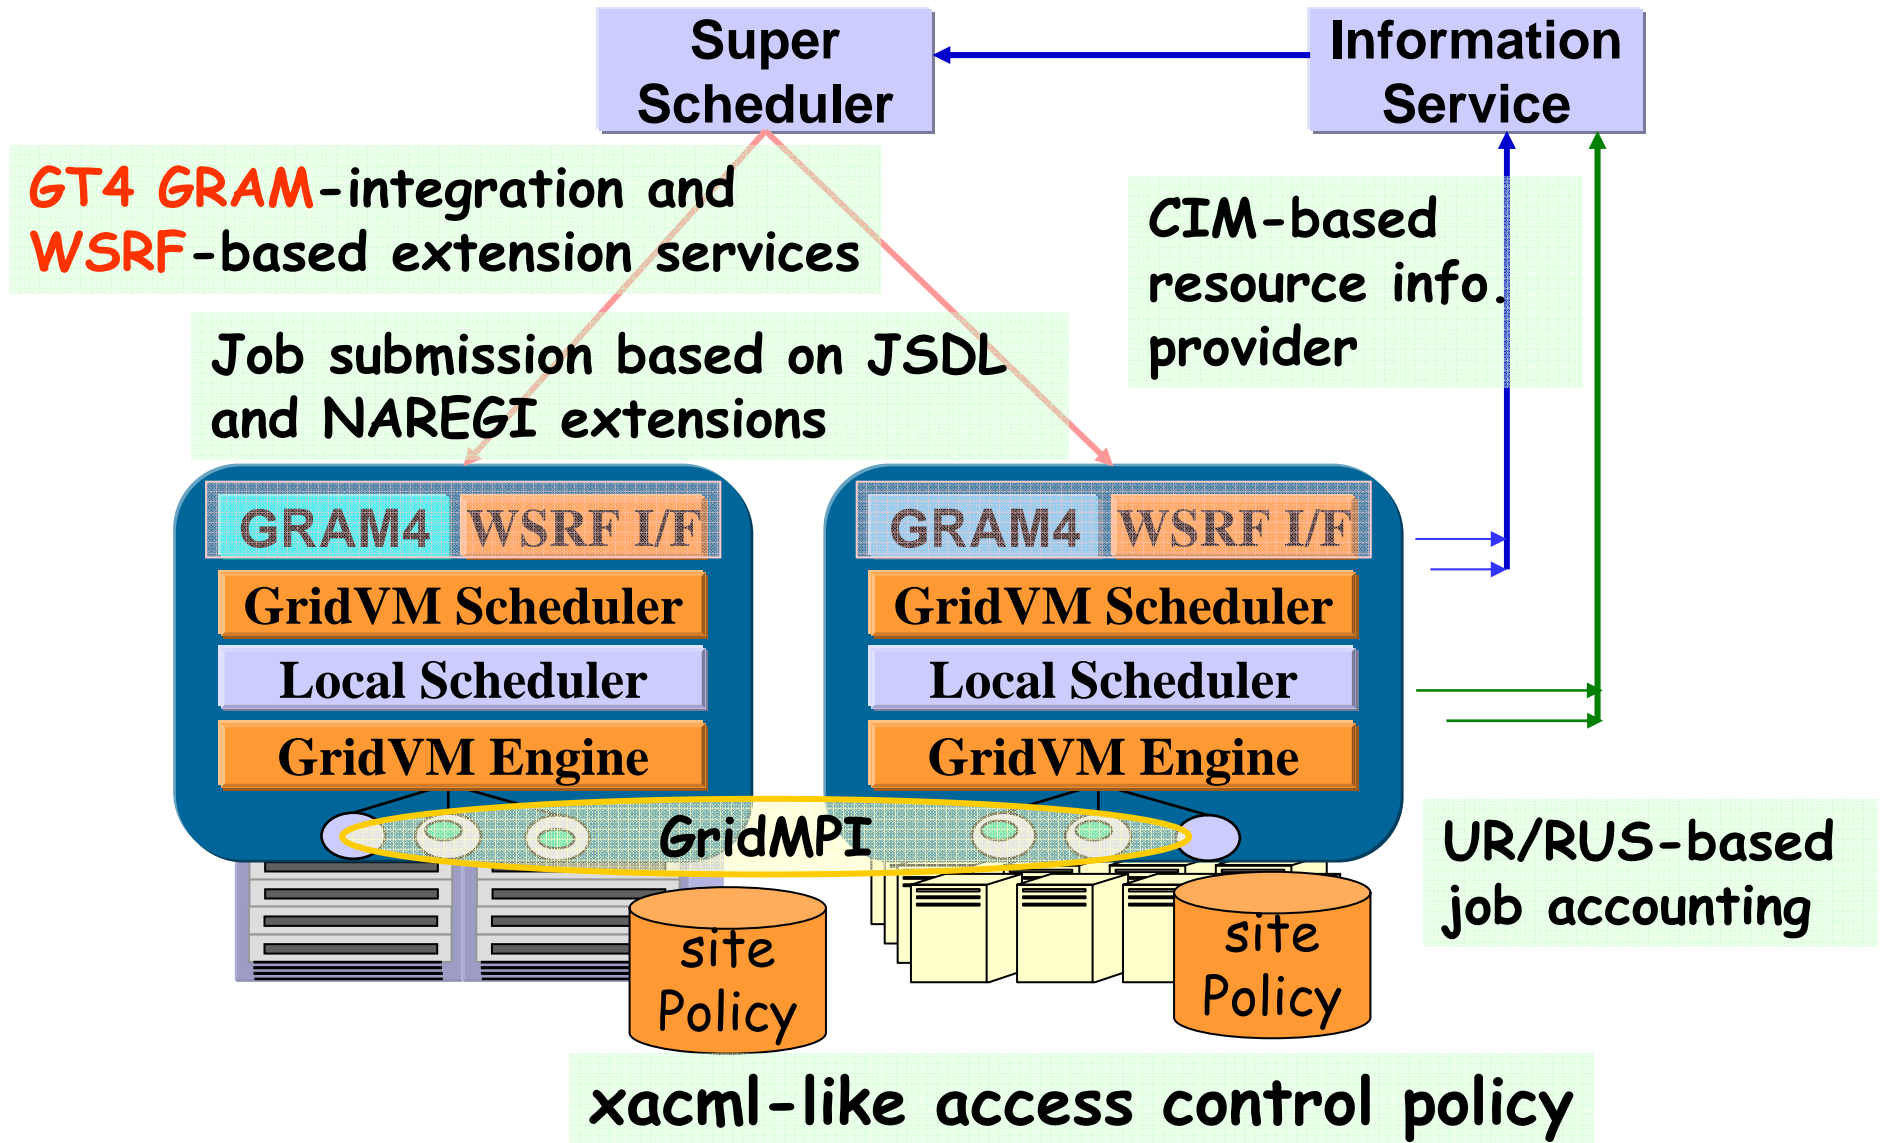 Super
Scheduler
Information
Service
GT4 GRAM-integration and
WSRF-based extension services
CIM-based
resource info.
provider
Job submission based on JSDL
and NAREGI extensions
GRAM4 WSRF I/F
GridVM Scheduler
Local Scheduler
GridVM Engine
GRAM4 WSRF I/F
GridVM Scheduler
Local Scheduler
GridVM Engine
GridMPI
UR/RUS-based
job accounting
site
Policy
site
Policy
xacml-like access control policy